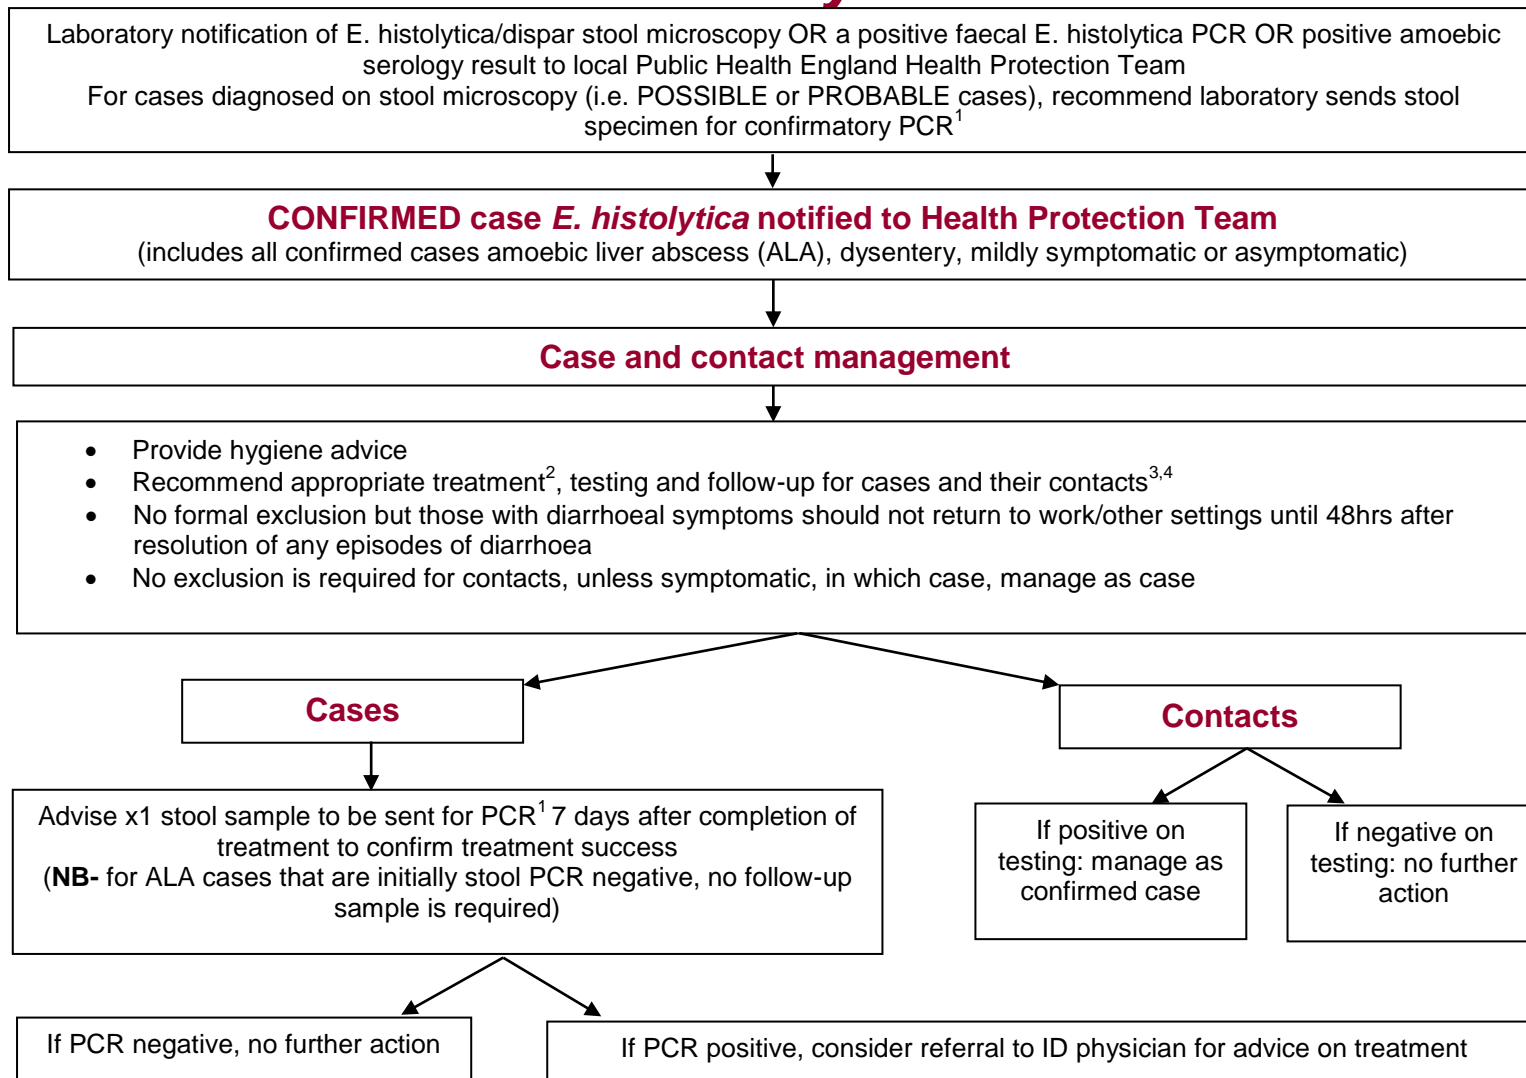 Laboratory notification of E. histolytica/dispar stool microscopy OR a positive faecal E. histolytica PCR OR positive amoebic
serology result to local Public Health England Health Protection Team
For cases diagnosed on stool microscopy (i.e. POSSIBLE or PROBABLE cases), recommend laboratory sends stool
specimen for confirmatory PCR1
CONFIRMED case E. histolytica notified to Health Protection Team
(includes all confirmed cases amoebic liver abscess (ALA), dysentery, mildly symptomatic or asymptomatic)
Case and contact management
• Provide hygiene advice
• Recommend appropriate treatment2, testing and follow-up for cases and their contacts3,4
• No formal exclusion but those with diarrhoeal symptoms should not return to work/other settings until 48hrs after
resolution of any episodes of diarrhoea
• No exclusion is required for contacts, unless symptomatic, in which case, manage as case
Cases
Contacts
Advise x1 stool sample to be sent for PCR1 7 days after completion of
treatment to confirm treatment success
(NB- for ALA cases that are initially stool PCR negative, no follow-up
sample is required)
If positive on
testing: manage as
confirmed case
If negative on
testing: no further
action
If PCR negative, no further action
If PCR positive, consider referral to ID physician for advice on treatment